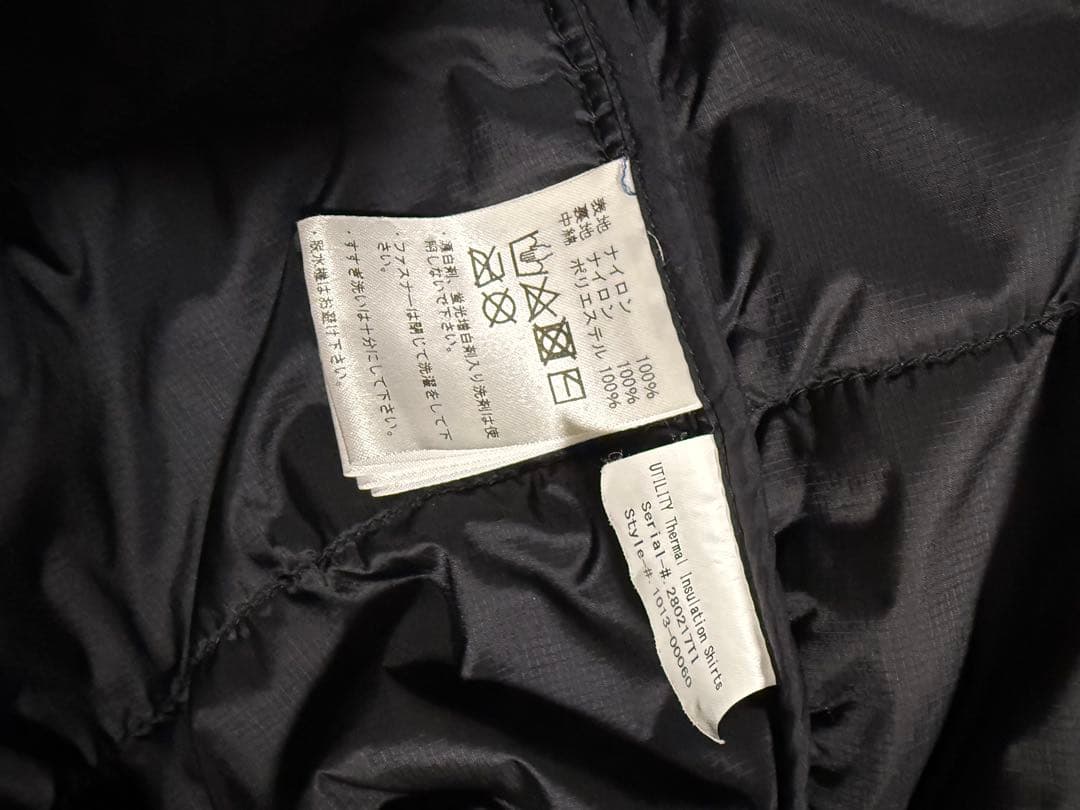 表地 ナイロン 100%
裏地 ナイロン 100%
中綿 ポリエステル 100%
・漂白剤、蛍光増白剤入り洗剤は使
用しないで下さい。
・ファスナーは閉じて洗濯をして下
さい。
・すすぎ洗いは十分にして下さい。
・脱水機はお避け下さい。
UTILITY Thermal Insulation Shirts
Serial-#. 280217T1
Style-#. 1013-00060